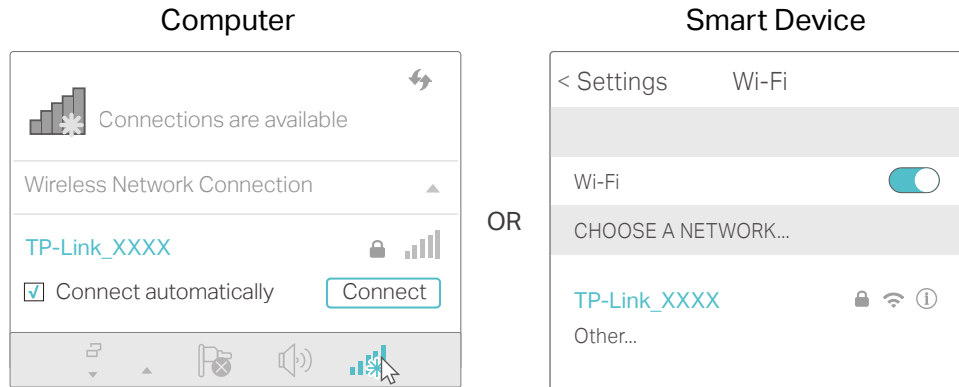 Computer
Connections are available
Wireless Network Connection
TP-Link_XXXX
Connect automatically
Connect
OR
Smart Device
< Settings Wi-Fi
Wi-Fi
CHOOSE A NETWORK...
TP-Link_XXXX
Other...